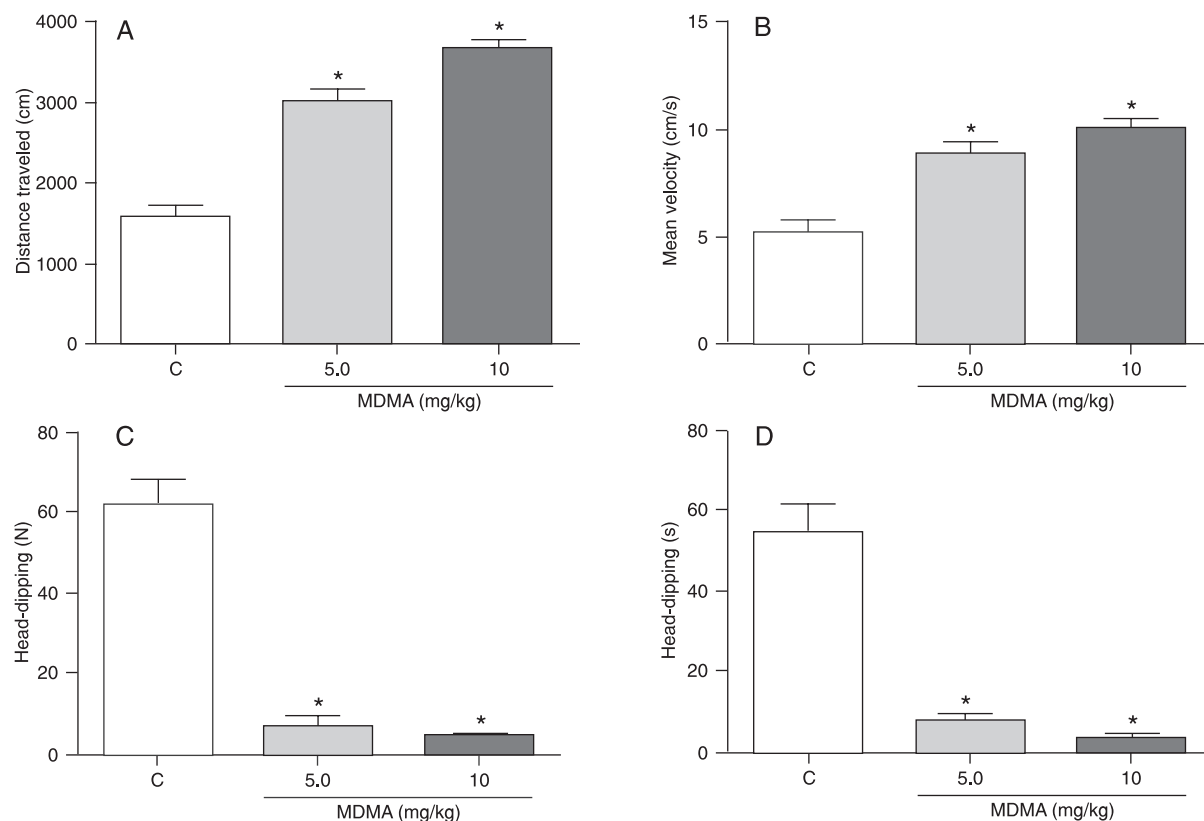 A
Distance traveled (cm)
4000
3000
2000
1000
0
*
*
C
5.0
10
MDMA (mg/kg)
B
Mean velocity (cm/s)
15
10
5
0
*
*
C
5.0
10
MDMA (mg/kg)
C
Head-dipping (N)
80
60
40
20
0
*
*
C
5.0
10
MDMA (mg/kg)
D
Head-dipping (s)
80
60
40
20
0
*
*
C
5.0
10
MDMA (mg/kg)